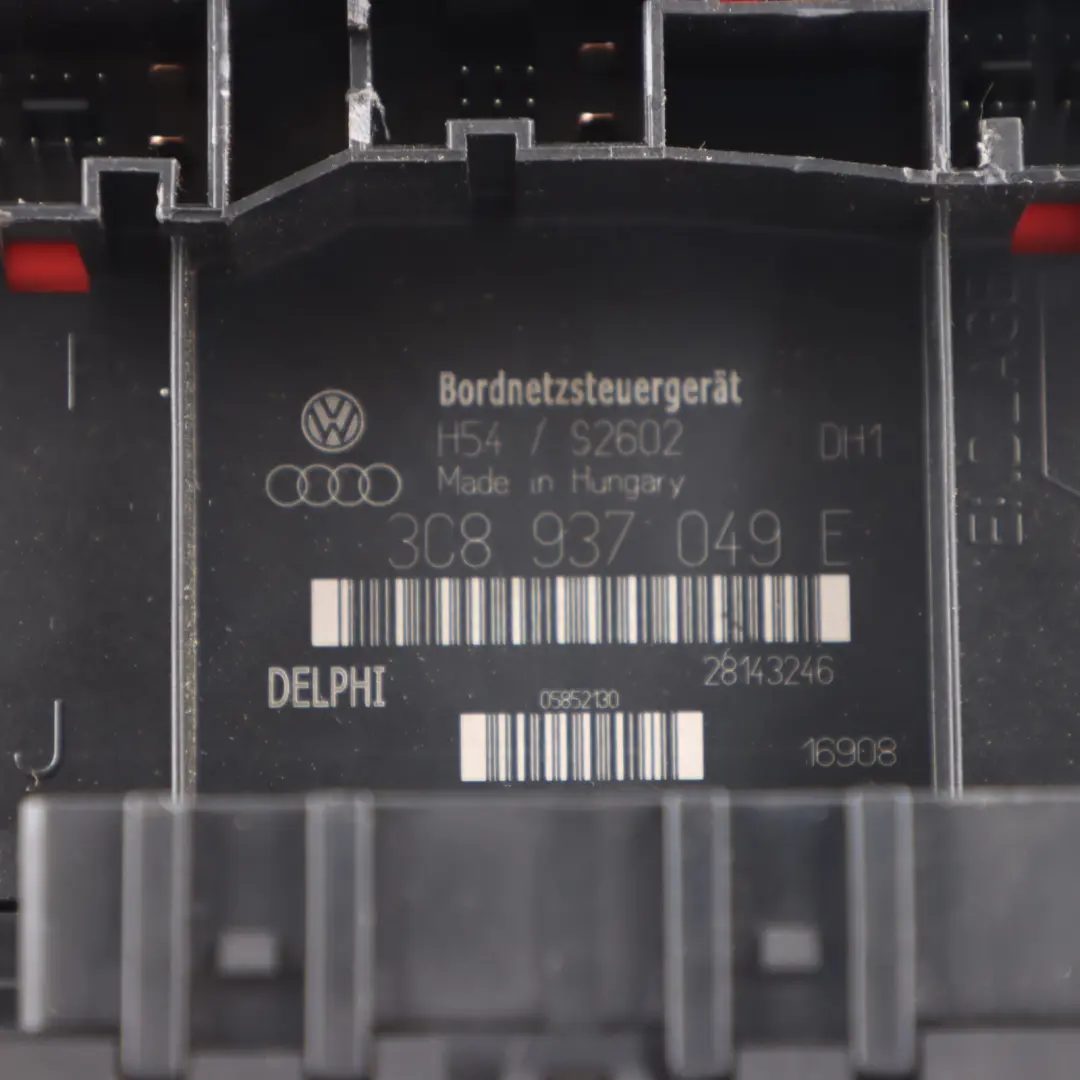 Bordnetzsteuergerät
H54 / S2602 DH1
Made in Hungary
3C8 937 049 E
28143246
DELPHI
05852130
16908
J